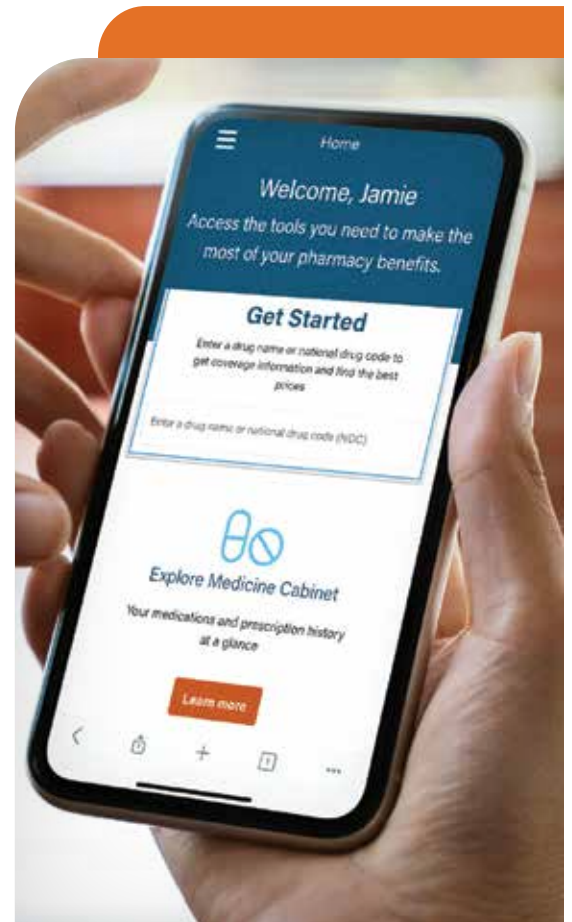 Home
Welcome, Jamie
Access the tools you need to make the
most of your pharmacy benefits.
Get Started
Enter a drug name or national drug code to
get coverage information and find the best
prices
Enter a drug name or national drug code (NDC)
Explore Medicine Cabinet
Your medications and prescription history
at a glance
Learn more